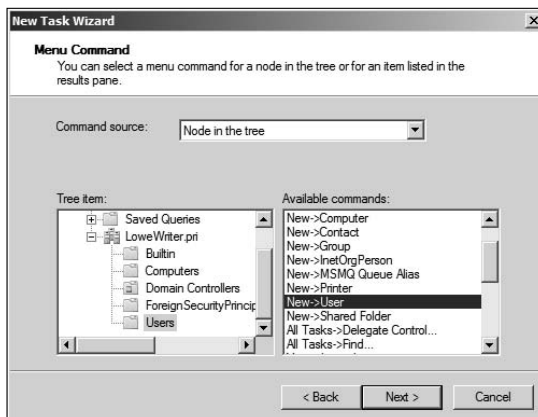 New Task Wizard
Menu Command
You can select a menu command for a node in the tree or for an item listed in the
results pane.
Command source:
Node in the tree
Tree item:
Saved Queries
LoweWriter.pri
Builtin
Computers
Domain Controllers
ForeignSecurityPrincip
Users
Available commands:
New->Computer
New->Contact
New->Group
New->InetOrgPerson
New->MSMQ Queue Alias
New->Printer
New->User
New->Shared Folder
All Tasks->Delegate Control...
All Tasks->Find...
< Back
Next >
Cancel